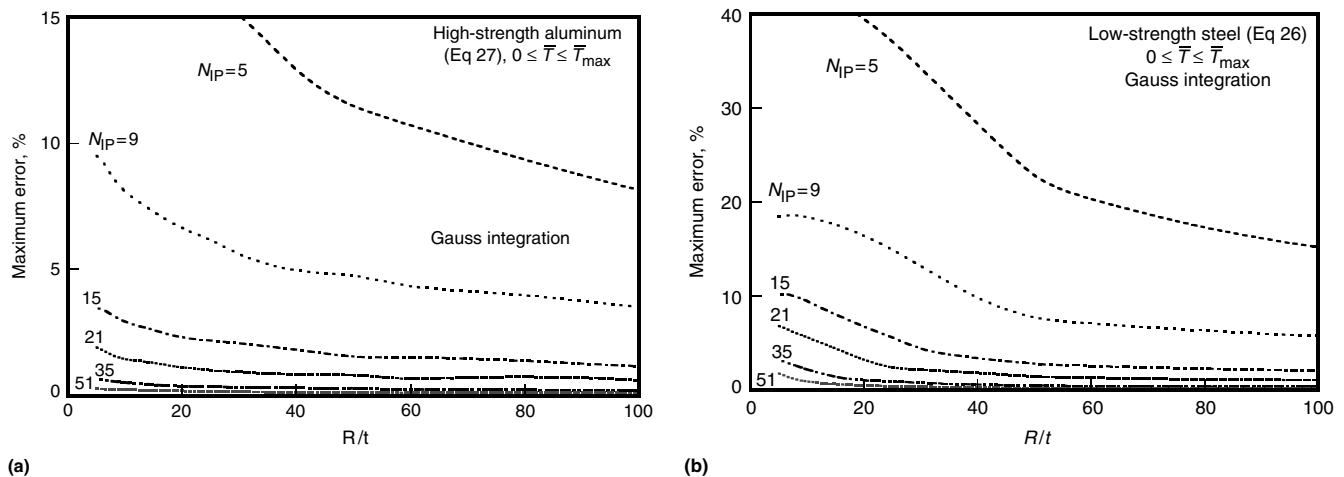 15
High-strength aluminum
(Eq 27), 0 ≤ T̅ ≤ T̅max
N_IP=5
10
N_IP=9
Maximum error, %
Gauss integration
5
15
21
35
51
0
0 20 40 60 80 100
R/t
(a)
40
Low-strength steel (Eq 26)
0 ≤ T̅ ≤ T̅max
N_IP=5
Gauss integration
30
Maximum error, %
20
N_IP=9
10
15
21
35
51
0
0 20 40 60 80 100
R/t
(b)